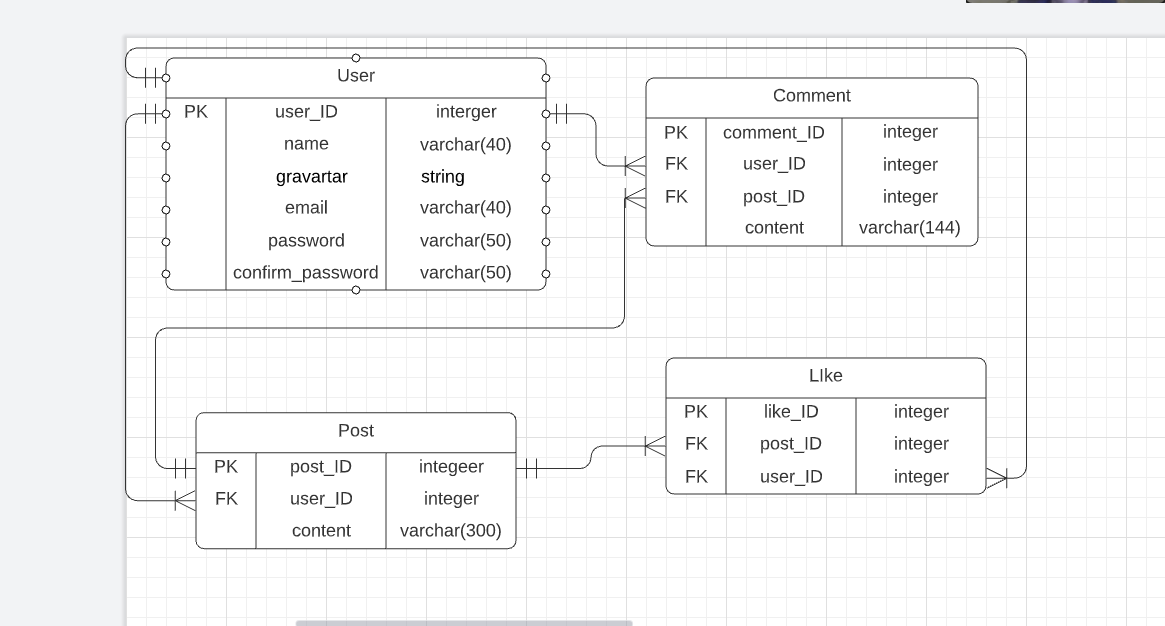 User
PK user_ID interger
name varchar(40)
gravartar string
email varchar(40)
password varchar(50)
confirm_password varchar(50)
Comment
PK comment_ID integer
FK user_ID integer
FK post_ID integer
content varchar(144)
LIke
PK like_ID integer
FK post_ID integer
FK user_ID integer
Post
PK post_ID integeer
FK user_ID integer
content varchar(300)